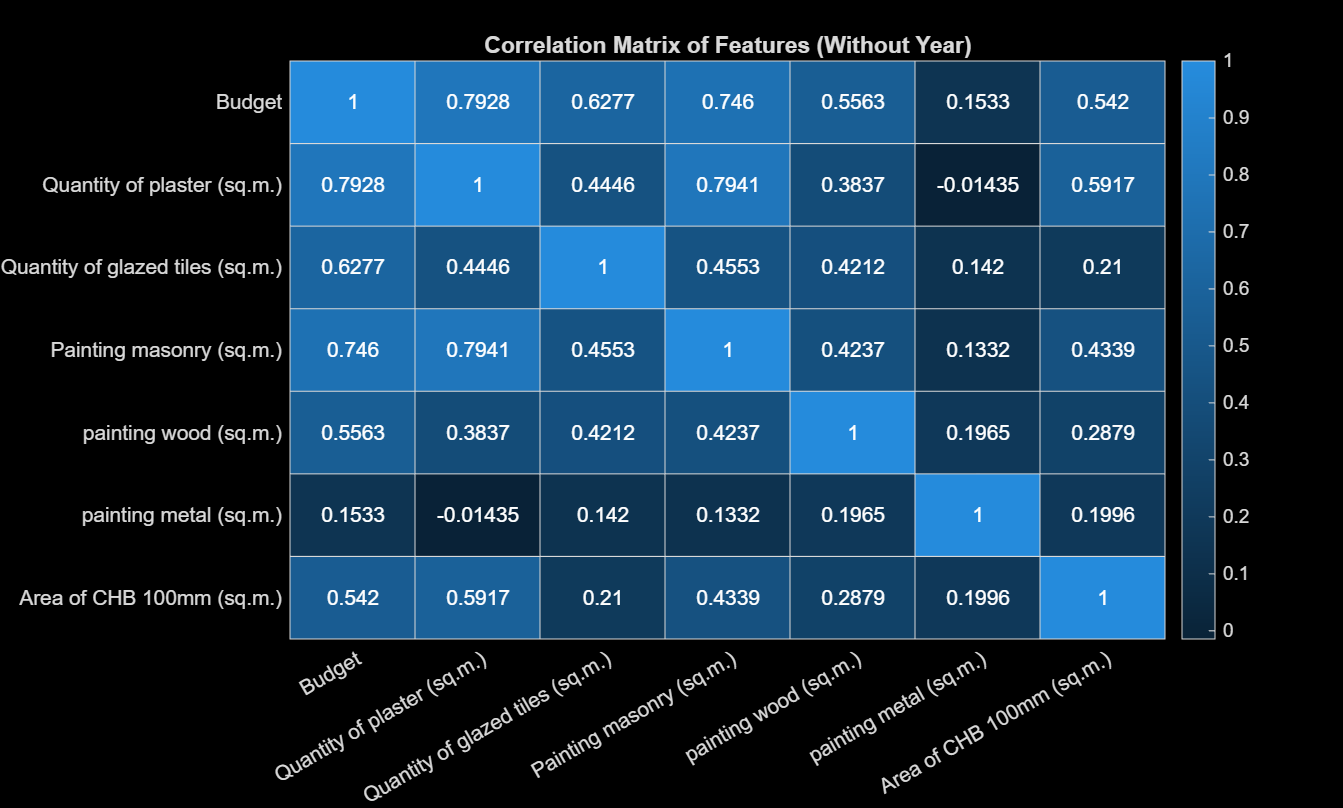 Correlation Matrix of Features (Without Year)
Budget 1 0.7928 0.6277 0.746 0.5563 0.1533 0.542
Quantity of plaster (sq.m.) 0.7928 1 0.4446 0.7941 0.3837 -0.01435 0.5917
Quantity of glazed tiles (sq.m.) 0.6277 0.4446 1 0.4553 0.4212 0.142 0.21
Painting masonry (sq.m.) 0.746 0.7941 0.4553 1 0.4237 0.1332 0.4339
painting wood (sq.m.) 0.5563 0.3837 0.4212 0.4237 1 0.1965 0.2879
painting metal (sq.m.) 0.1533 -0.01435 0.142 0.1332 0.1965 1 0.1996
Area of CHB 100mm (sq.m.) 0.542 0.5917 0.21 0.4339 0.2879 0.1996 1
Budget
Quantity of plaster (sq.m.)
Quantity of glazed tiles (sq.m.)
Painting masonry (sq.m.)
painting wood (sq.m.)
painting metal (sq.m.)
Area of CHB 100mm (sq.m.)
1
0.9
0.8
0.7
0.6
0.5
0.4
0.3
0.2
0.1
0